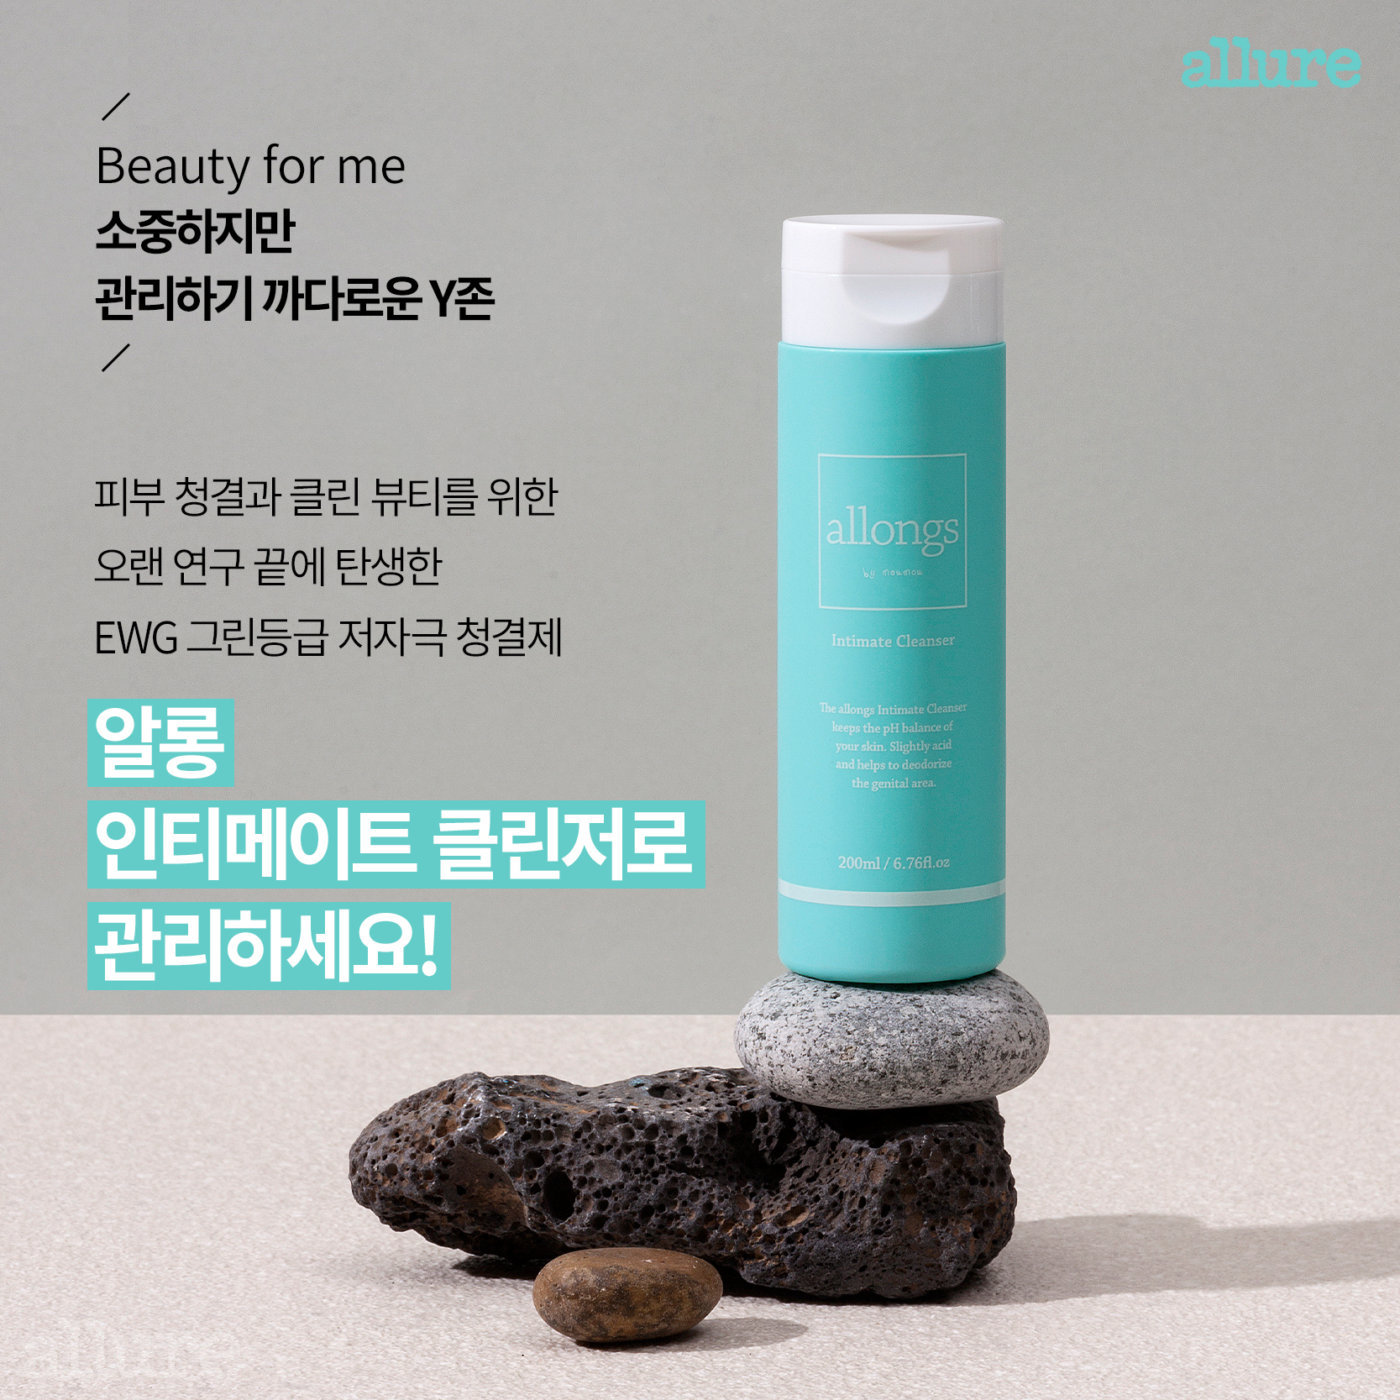 allure
Beauty for me
소중하지만
관리하기 까다로운 Y존
피부 청결과 클린 뷰티를 위한
오랜 연구 끝에 탄생한
EWG 그린등급 저자극 청결제
알롱
인티메이트 클린저로
관리하세요!
allongs
by moumou
Intimate Cleanser
The allongs Intimate Cleanser
keeps the pH balance of
your skin. Slightly acid
and helps to deodorize
the genital area.
200ml / 6.76fl.oz
allure